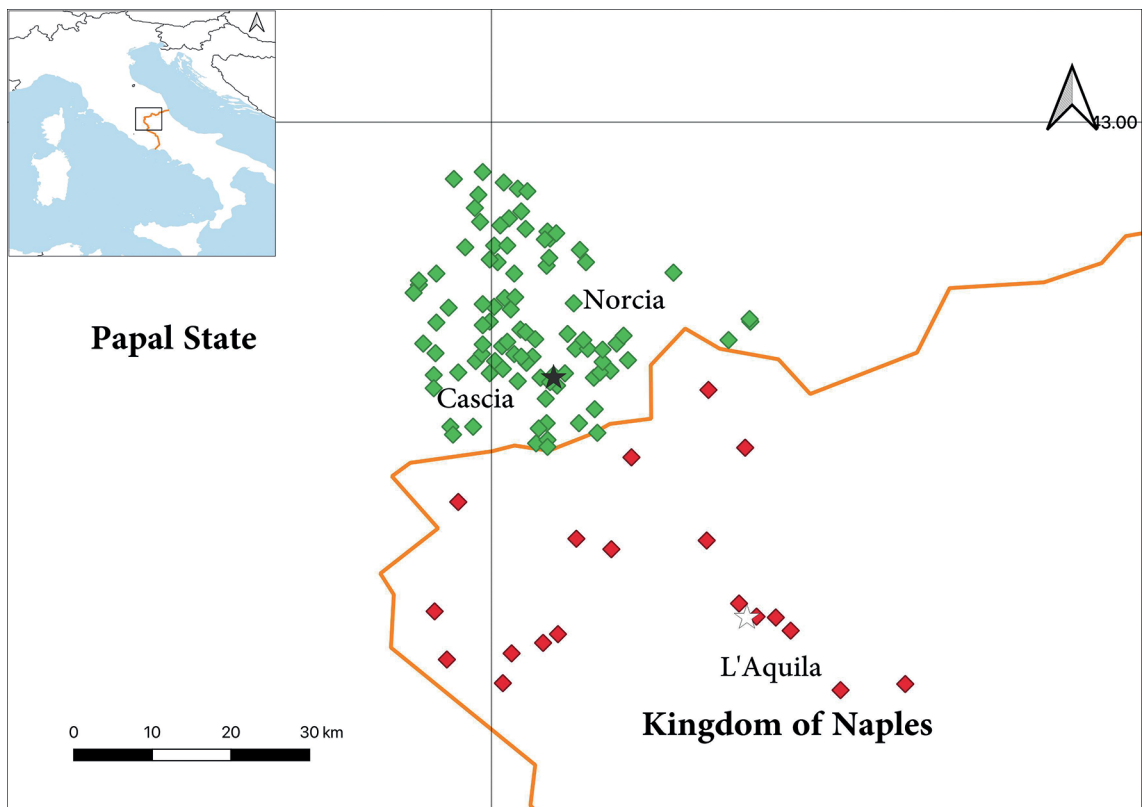 43.00
Norcia
Papal State
Cascia
L'Aquila
Kingdom of Naples
0 10 20 30 km